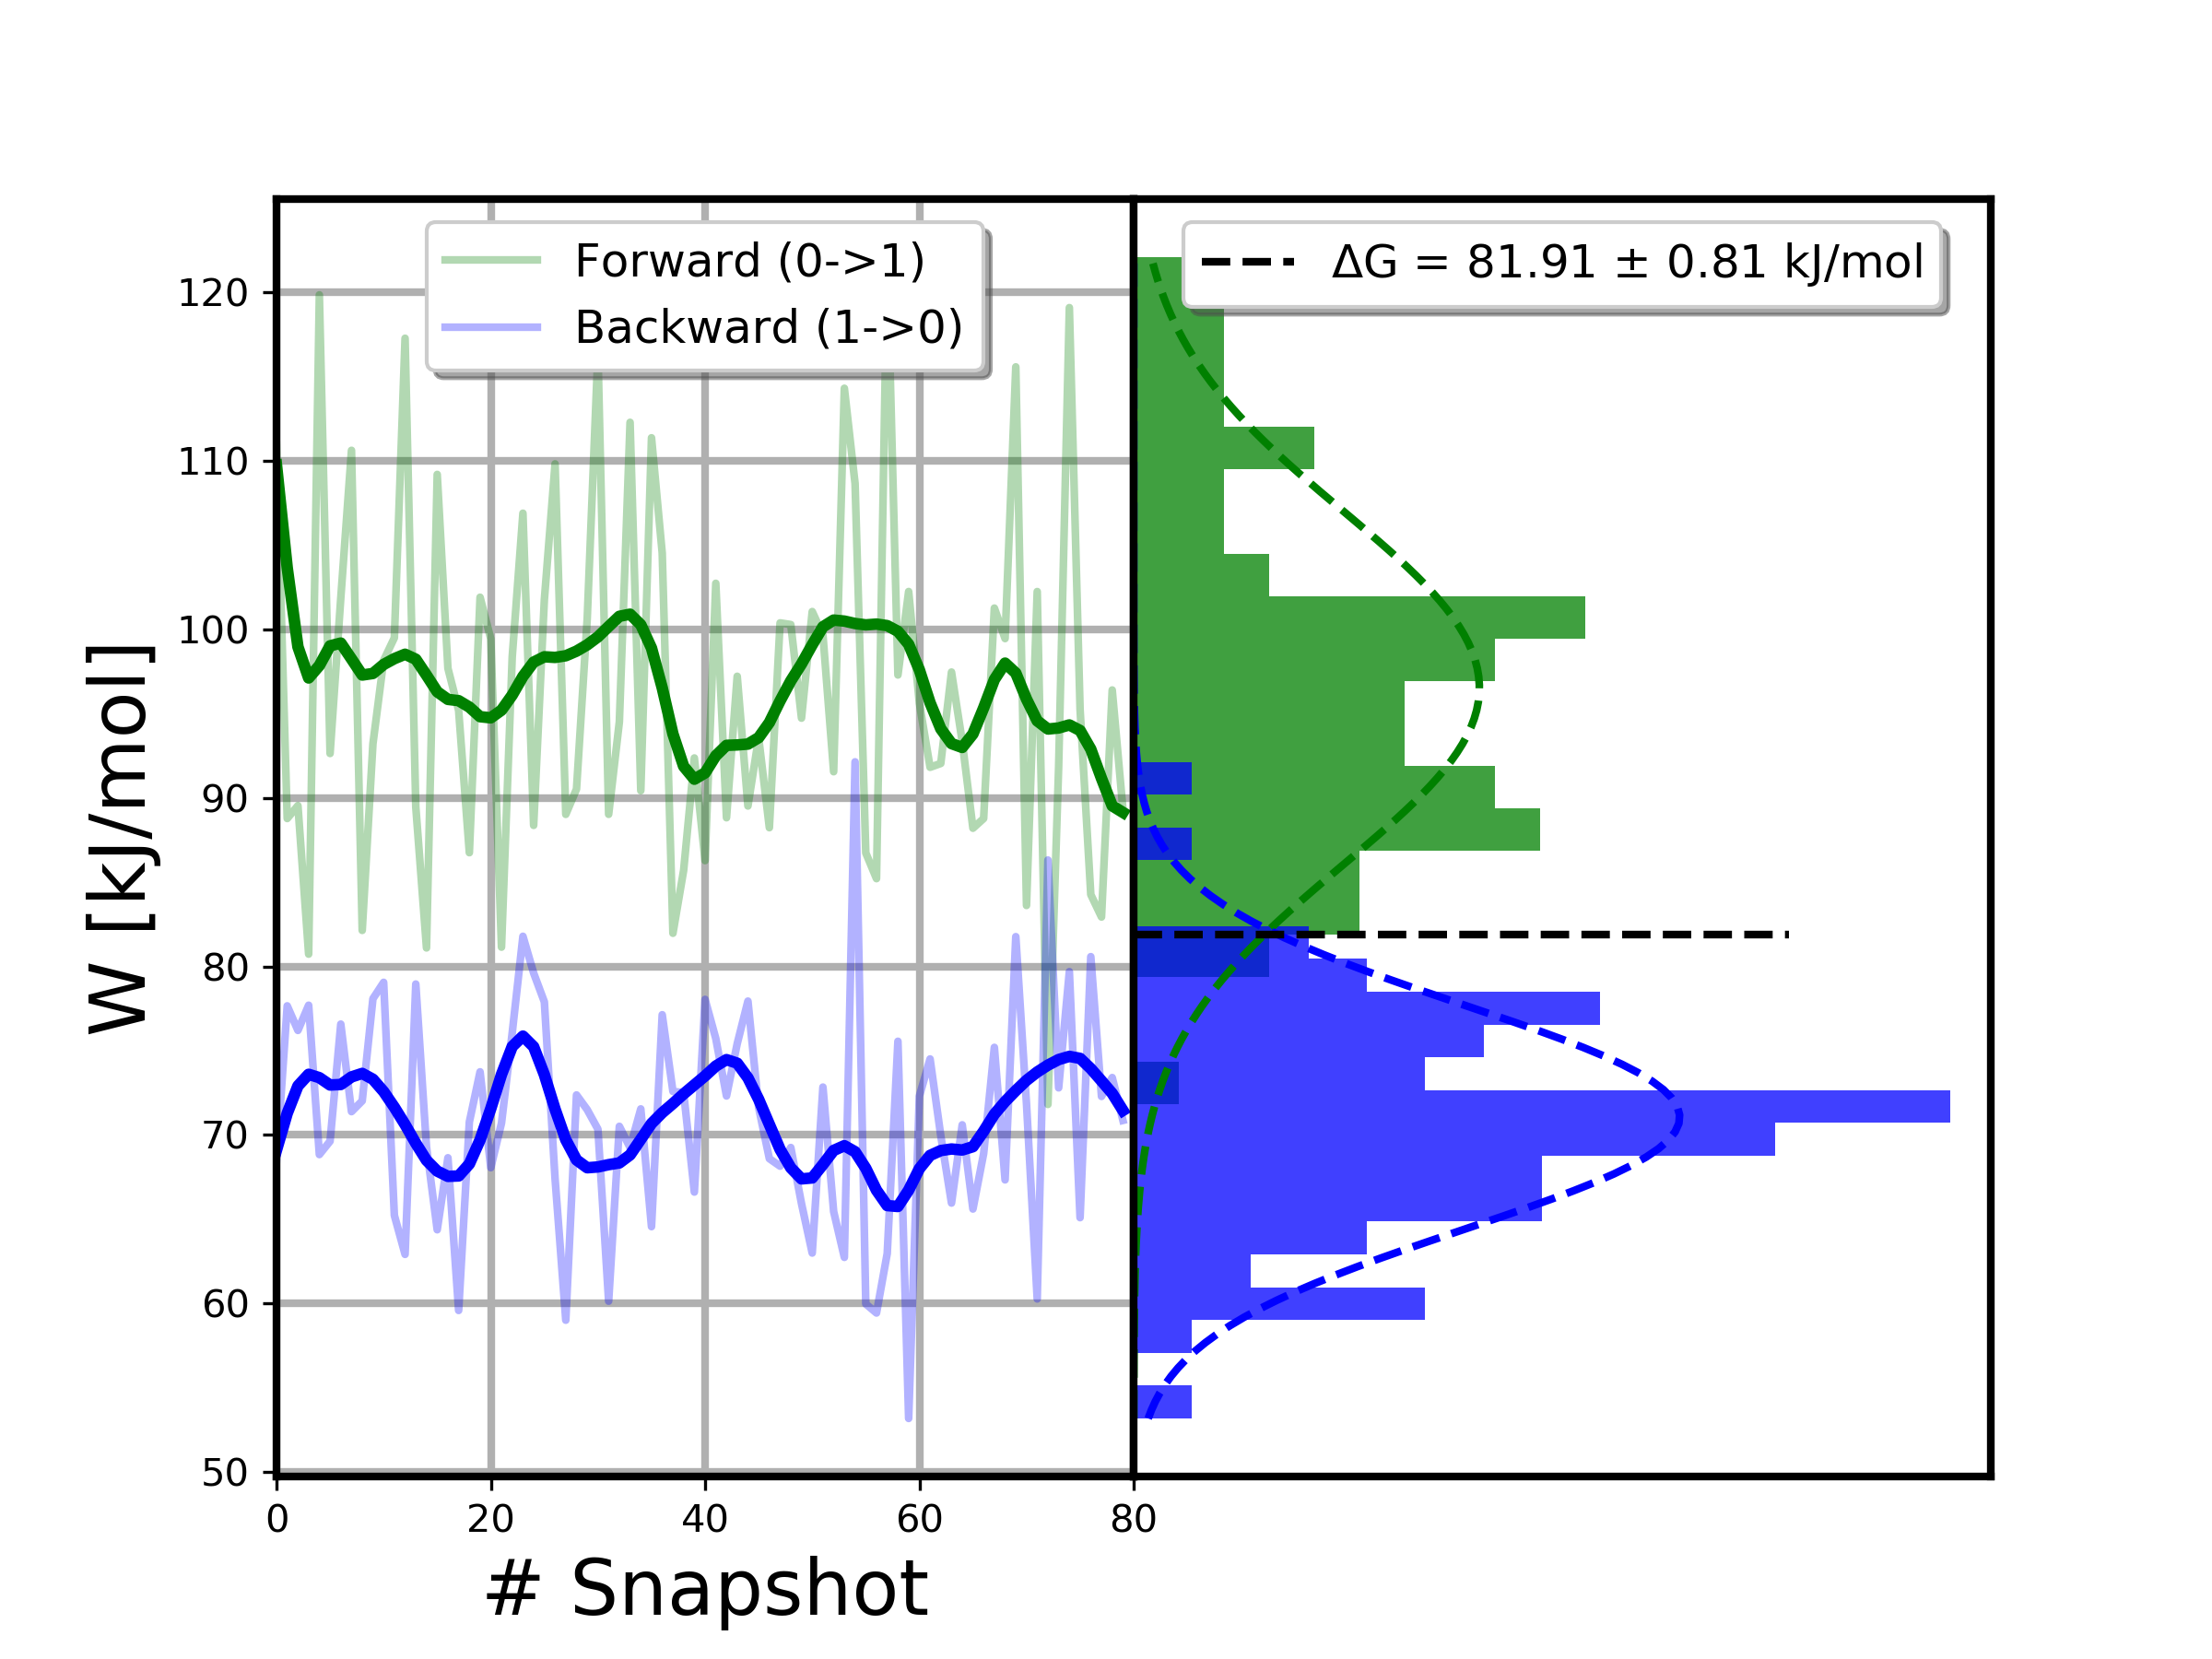 Forward (0->1)
Backward (1->0)
ΔG = 81.91 ± 0.81 kJ/mol
120
110
100
90
80
70
60
50
W [kJ/mol]
0 20 40 60 80
# Snapshot